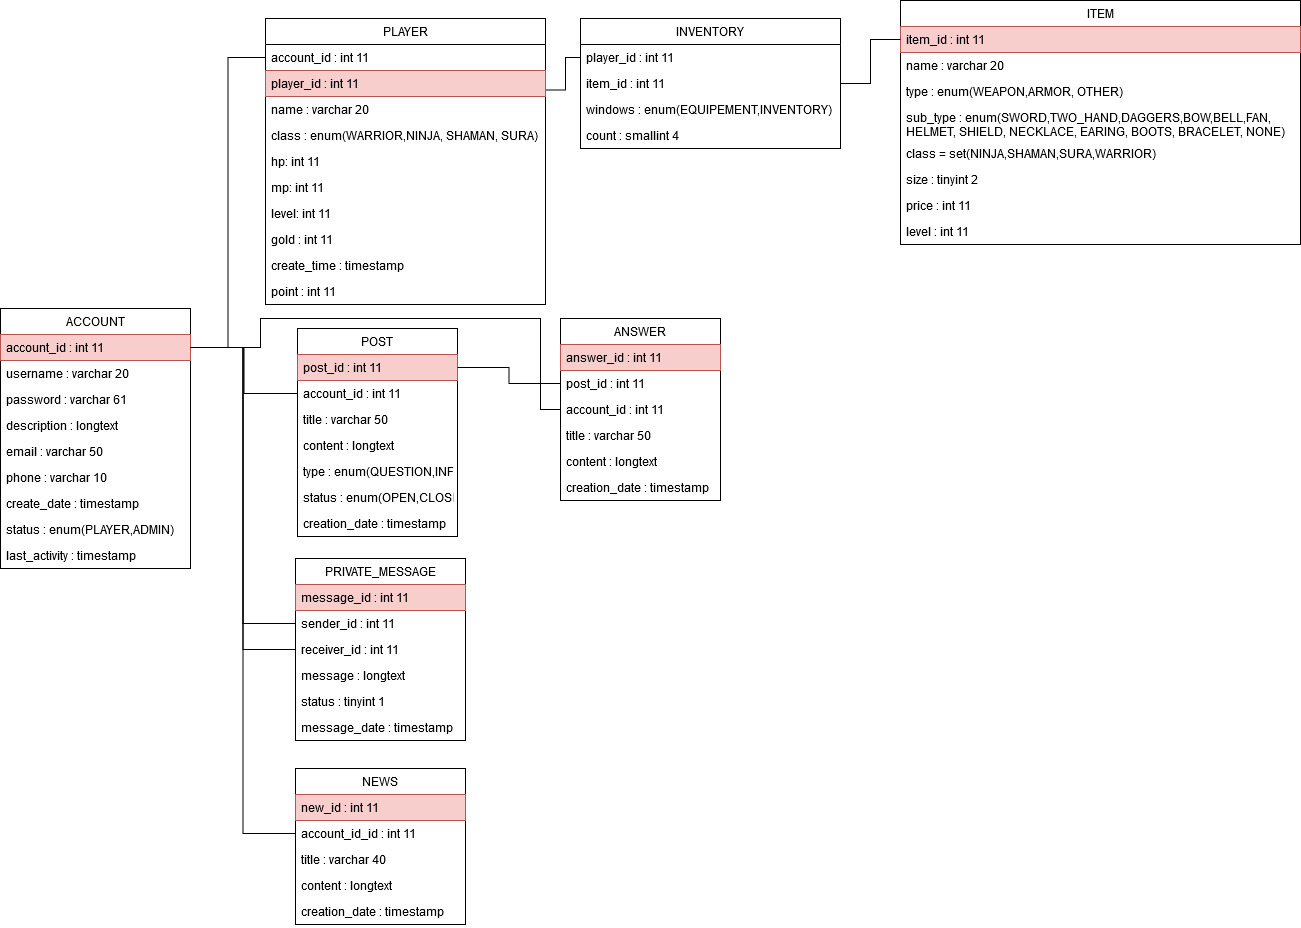 PLAYER
account_id : int 11
player_id : int 11
name : varchar 20
class : enum(WARRIOR,NINJA, SHAMAN, SURA)
hp: int 11
mp: int 11
level: int 11
gold : int 11
create_time : timestamp
point : int 11
INVENTORY
player_id : int 11
item_id : int 11
windows : enum(EQUIPEMENT,INVENTORY)
count : smallint 4
ITEM
item_id : int 11
name : varchar 20
type : enum(WEAPON,ARMOR, OTHER)
sub_type : enum(SWORD,TWO_HAND,DAGGERS,BOW,BELL,FAN,
HELMET, SHIELD, NECKLACE, EARING, BOOTS, BRACELET, NONE)
class = set(NINJA,SHAMAN,SURA,WARRIOR)
size : tinyint 2
price : int 11
level : int 11
ACCOUNT
account_id : int 11
username : varchar 20
password : varchar 61
description : longtext
email : varchar 50
phone : varchar 10
create_date : timestamp
status : enum(PLAYER,ADMIN)
last_activity : timestamp
POST
post_id : int 11
account_id : int 11
title : varchar 50
content : longtext
type : enum(QUESTION,INF
status : enum(OPEN,CLOS
creation_date : timestamp
ANSWER
answer_id : int 11
post_id : int 11
account_id : int 11
title : varchar 50
content : longtext
creation_date : timestamp
PRIVATE_MESSAGE
message_id : int 11
sender_id : int 11
receiver_id : int 11
message : longtext
status : tinyint 1
message_date : timestamp
NEWS
new_id : int 11
account_id_id : int 11
title : varchar 40
content : longtext
creation_date : timestamp